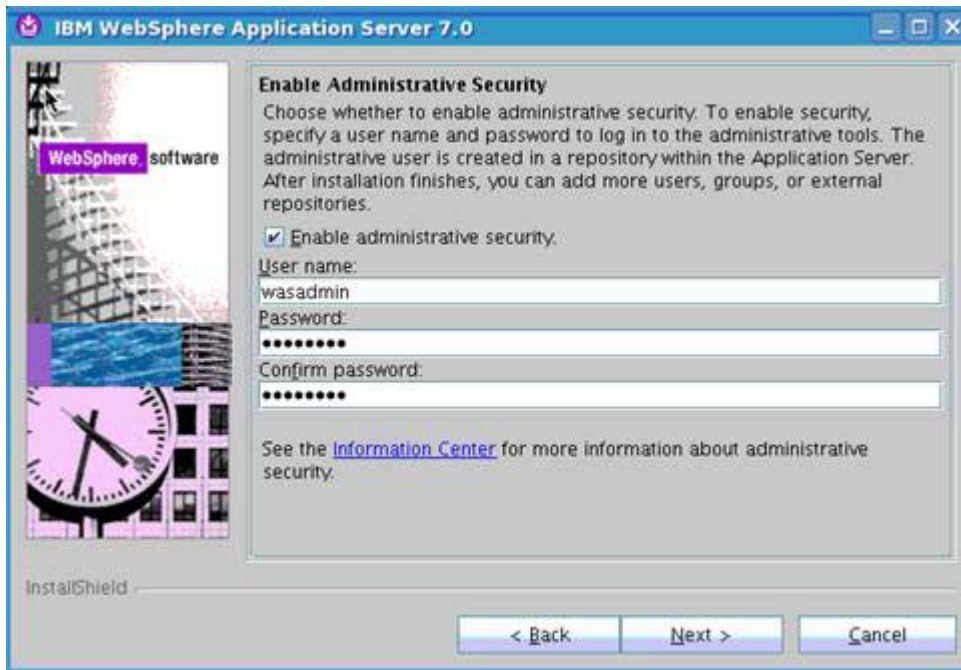 IBM WebSphere Application Server 7.0
WebSphere software
Enable Administrative Security
Choose whether to enable administrative security. To enable security,
specify a user name and password to log in to the administrative tools. The
administrative user is created in a repository within the Application Server.
After installation finishes, you can add more users, groups, or external
repositories.
Enable administrative security.
User name:
wasadmin
Password:
••••••••
Confirm password:
••••••••
See the Information Center for more information about administrative
security.
InstallShield
< Back
Next >
Cancel